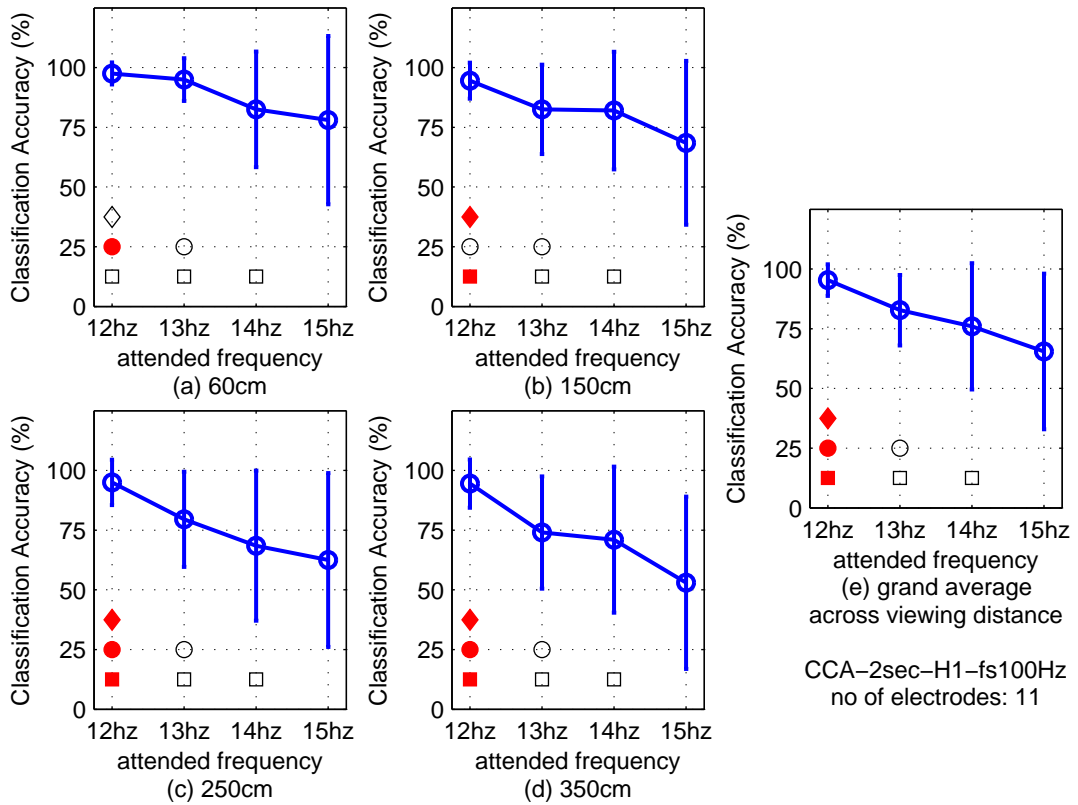 Classification Accuracy (%)
100
75
50
25
0
12hz 13hz 14hz 15hz
attended frequency
(a) 60cm
Classification Accuracy (%)
100
75
50
25
0
12hz 13hz 14hz 15hz
attended frequency
(b) 150cm
Classification Accuracy (%)
100
75
50
25
0
12hz 13hz 14hz 15hz
attended frequency
(c) 250cm
Classification Accuracy (%)
100
75
50
25
0
12hz 13hz 14hz 15hz
attended frequency
(d) 350cm
Classification Accuracy (%)
100
75
50
25
0
12hz 13hz 14hz 15hz
attended frequency
(e) grand average
across viewing distance
CCA−2sec−H1−fs100Hz
no of electrodes: 11